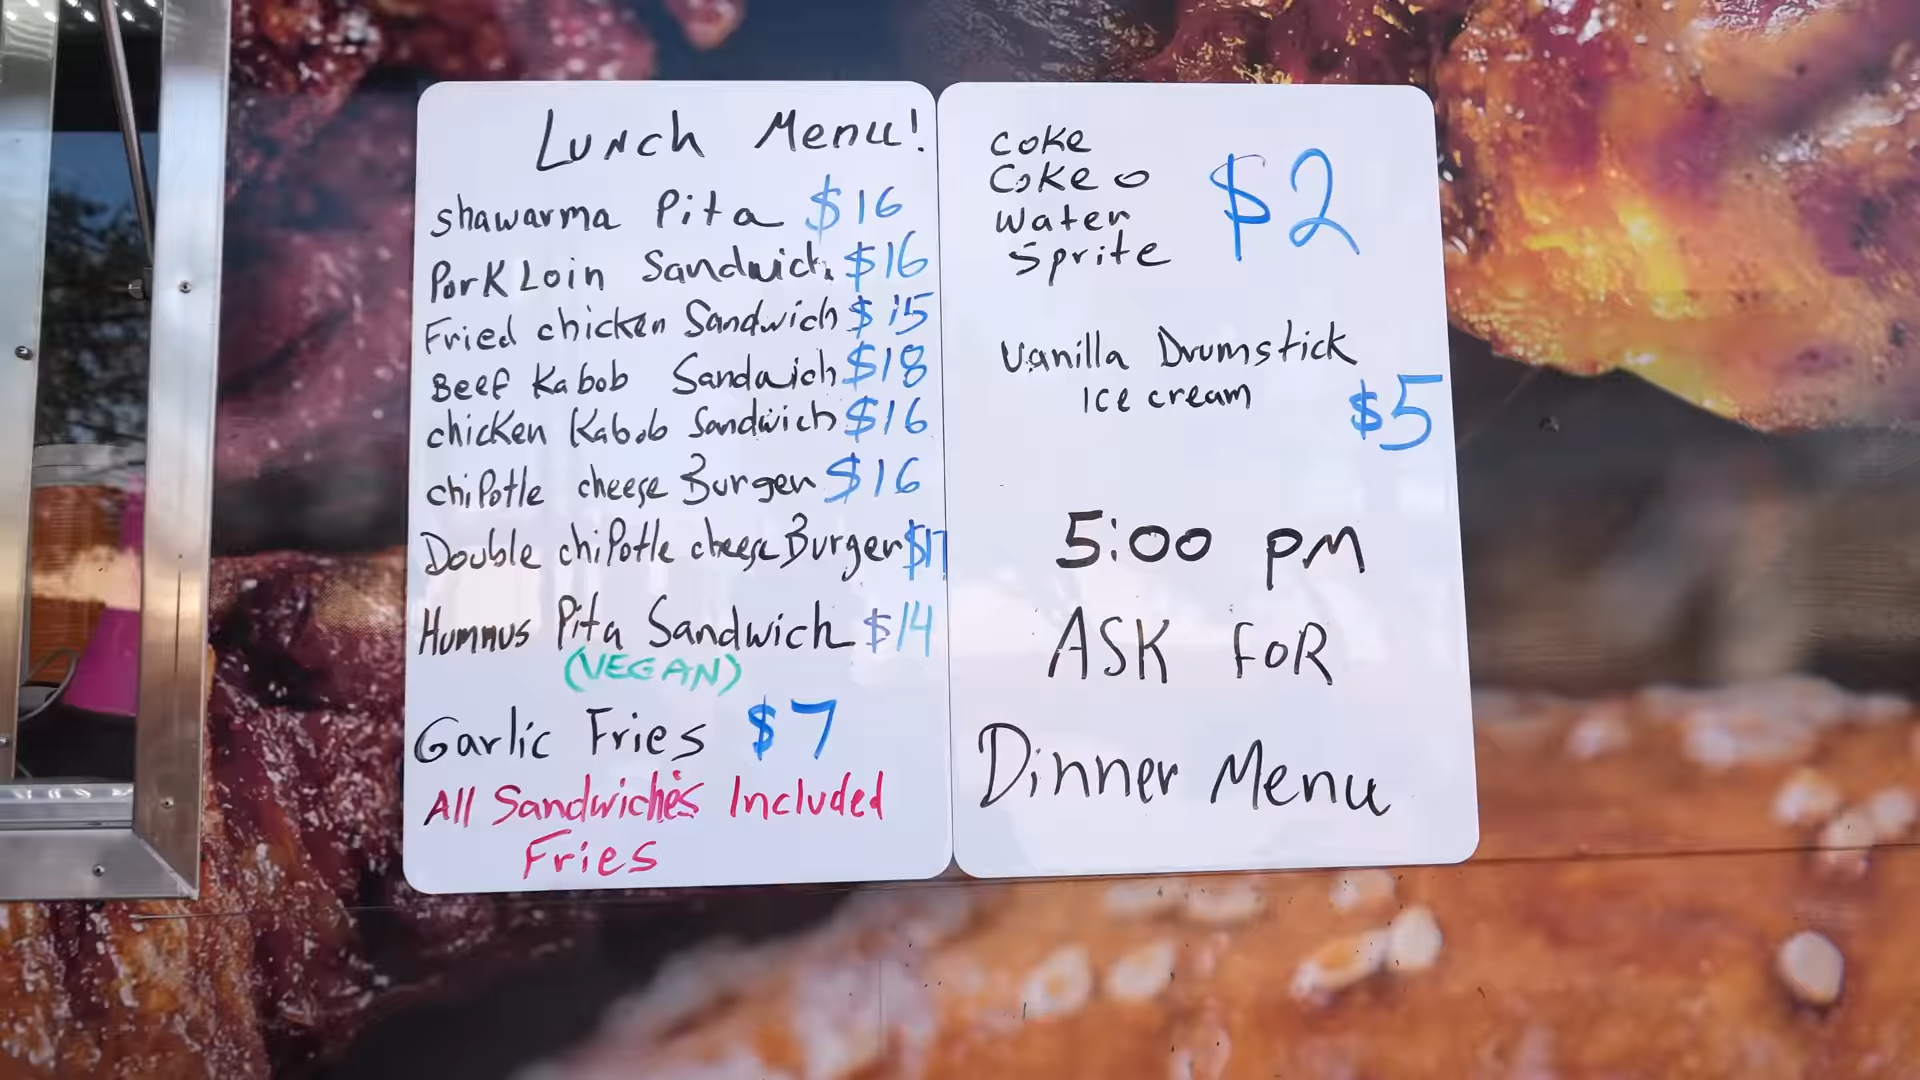 Lunch Menu!
shawarma Pita $16
Pork Loin Sandwich $16
Fried chicken Sandwich $15
Beef Kabob Sandwich $18
chicken Kabob Sandwich $16
chiPotle cheese Burger $16
Double chiPotle cheese Burger $17
Hummus Pita Sandwich $14
(VEGAN)
Garlic Fries $7
All Sandwiches Included
Fries
Coke
Coke o
Water
Sprite
$2
Vanilla Drumstick
Ice cream
$5
5:00 pm
ASK FoR
Dinner Menu